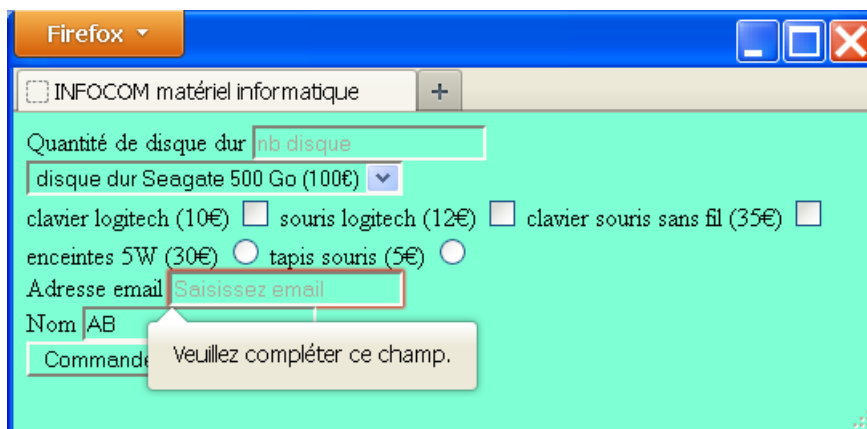 Firefox
INFOCOM matériel informatique +
Quantité de disque dur nb disque
disque dur Seagate 500 Go (100€)
clavier logitech (10€) souris logitech (12€) clavier souris sans fil (35€)
enceintes 5W (30€) tapis souris (5€)
Adresse email Saisissez email
Nom AB
Commande
Veuillez compléter ce champ.